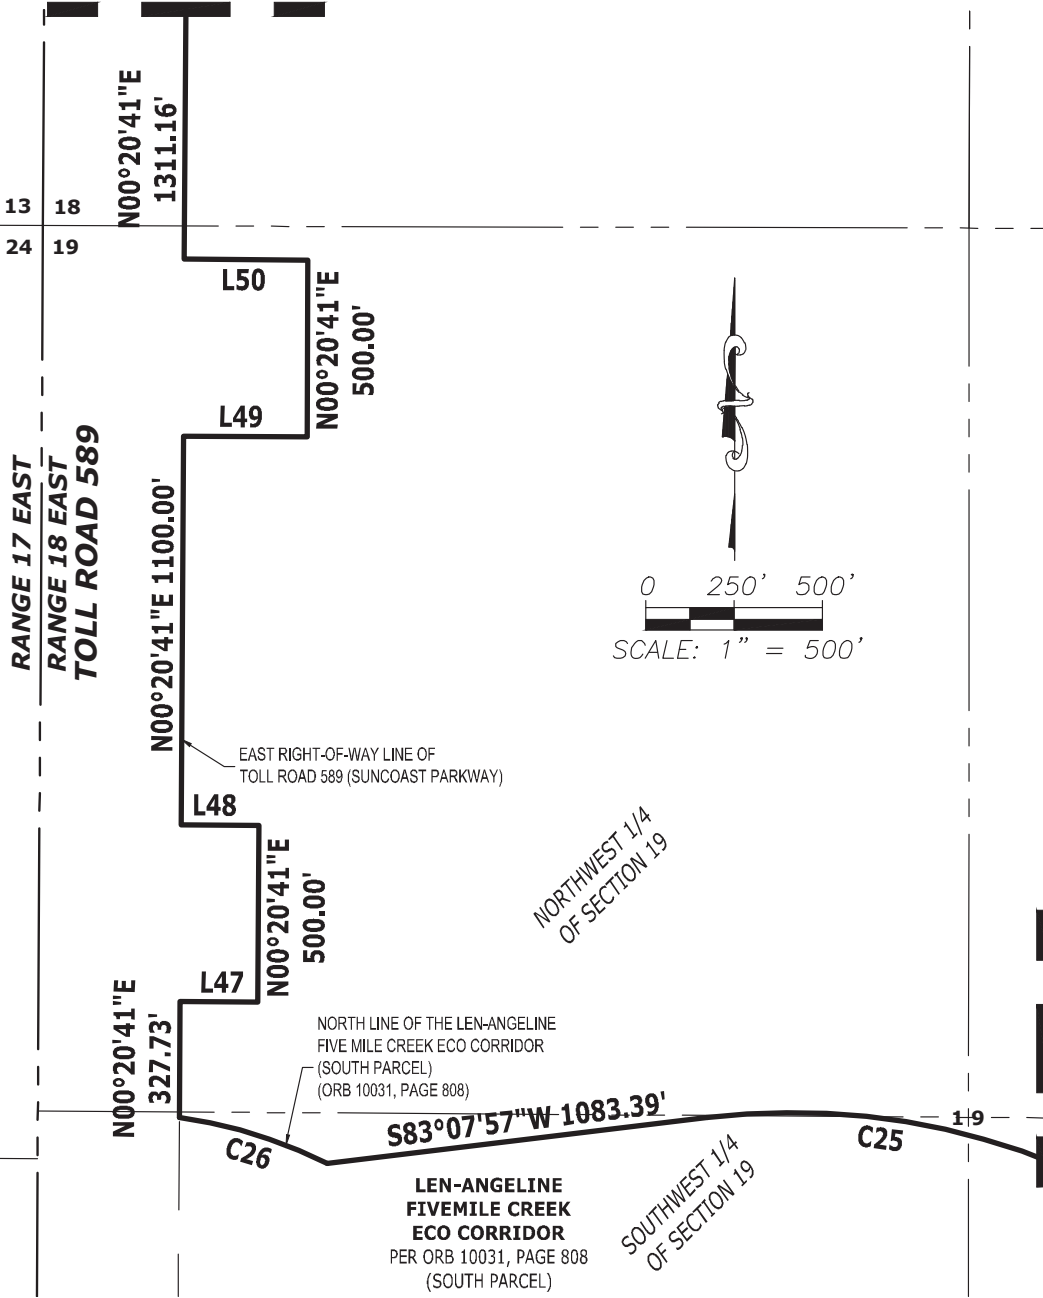 N00°20'41"E
1311.16'
13 18
24 19
L50
N00°20'41"E
500.00'
L49
RANGE 17 EAST
RANGE 18 EAST
TOLL ROAD 589
N00°20'41"E 1100.00'
0 250' 500'
SCALE: 1" = 500'
EAST RIGHT-OF-WAY LINE OF
TOLL ROAD 589 (SUNCOAST PARKWAY)
L48
N00°20'41"E
500.00'
NORTHWEST 1/4
OF SECTION 19
L47
N00°20'41"E
327.73'
NORTH LINE OF THE LEN-ANGELINE
FIVE MILE CREEK ECO CORRIDOR
(SOUTH PARCEL)
(ORB 10031, PAGE 808)
S83°07'57"W 1083.39'
19
C26
C25
LEN-ANGELINE
FIVEMILE CREEK
ECO CORRIDOR
PER ORB 10031, PAGE 808
(SOUTH PARCEL)
SOUTHWEST 1/4
OF SECTION 19